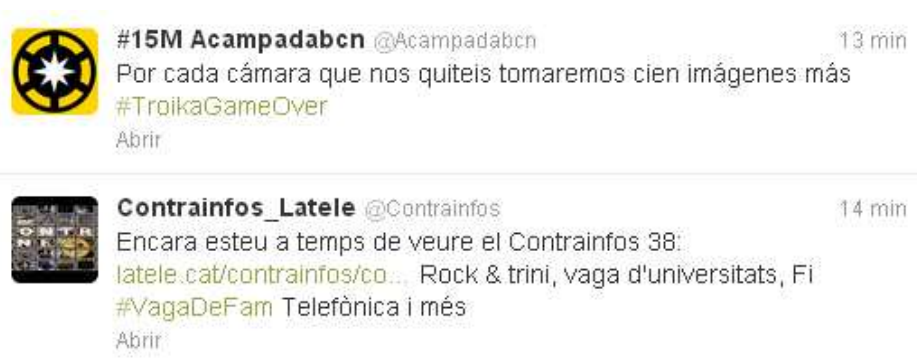 #15M Acampadabcn @Acampadabcn 13 min
Por cada cámara que nos quiteis tomaremos cien imágenes más
#TroikaGameOver
Abrir
Contrainfos_Latele @Contrainfos 14 min
Encara esteu a temps de veure el Contrainfos 38:
latele.cat/contrainfos/co... Rock & trini, vaga d'universitats, Fi
#VagaDeFam Telefònica i més
Abrir